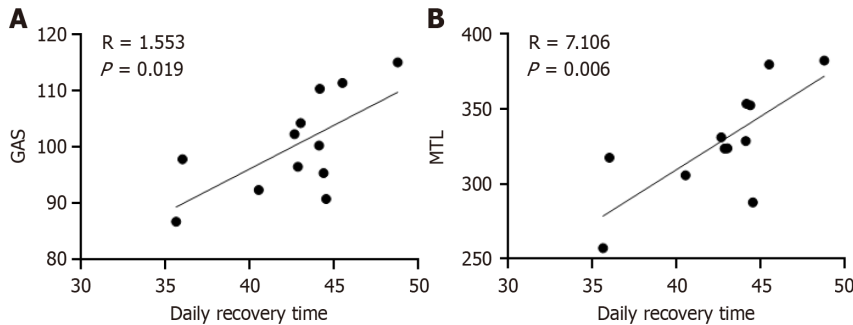 A
R = 1.553
P = 0.019
GAS
120
110
100
90
80
30
35
40
45
50
Daily recovery time
B
R = 7.106
P = 0.006
MTL
400
350
300
250
30
35
40
45
50
Daily recovery time